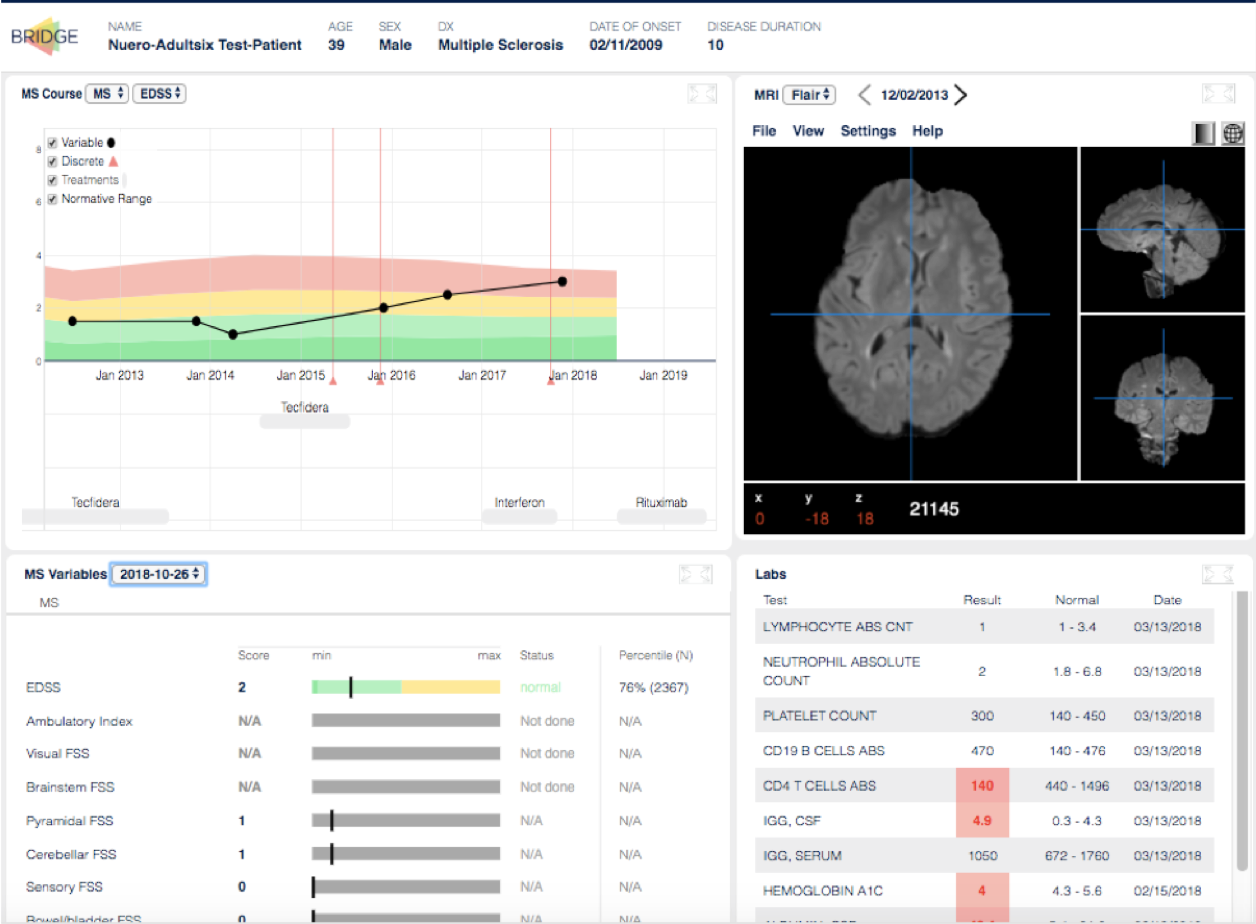 BRIDGE
NAME AGE SEX DX DATE OF ONSET DISEASE DURATION
Nuero-Adultsix Test-Patient 39 Male Multiple Sclerosis 02/11/2009 10
MS Course MS EDSS
Variable
Discrete
Treatments
Normative Range
8
6
4
2
0
Jan 2013 Jan 2014 Jan 2015 Jan 2016 Jan 2017 Jan 2018 Jan 2019
Tecfidera
Tecfidera Interferon Rituximab
MRI Flair 12/02/2013
File View Settings Help
x y z
0 -18 18 21145
MS Variables 2018-10-26
MS
Score min max Status Percentile (N)
EDSS 2 normal 76% (2367)
Ambulatory Index N/A Not done N/A
Visual FSS N/A Not done N/A
Brainstem FSS N/A Not done N/A
Pyramidal FSS 1 N/A N/A
Cerebellar FSS 1 N/A N/A
Sensory FSS 0 N/A N/A
Bowel/bladder FSS 0 N/A N/A
Labs
Test Result Normal Date
LYMPHOCYTE ABS CNT 1 1 - 3.4 03/13/2018
NEUTROPHIL ABSOLUTE
COUNT 2 1.8 - 6.8 03/13/2018
PLATELET COUNT 300 140 - 450 03/13/2018
CD19 B CELLS ABS 470 140 - 476 03/13/2018
CD4 T CELLS ABS 140 440 - 1496 03/13/2018
IGG, CSF 4.9 0.3 - 4.3 03/13/2018
IGG, SERUM 1050 672 - 1760 03/13/2018
HEMOGLOBIN A1C 4 4.3 - 5.6 02/15/2018